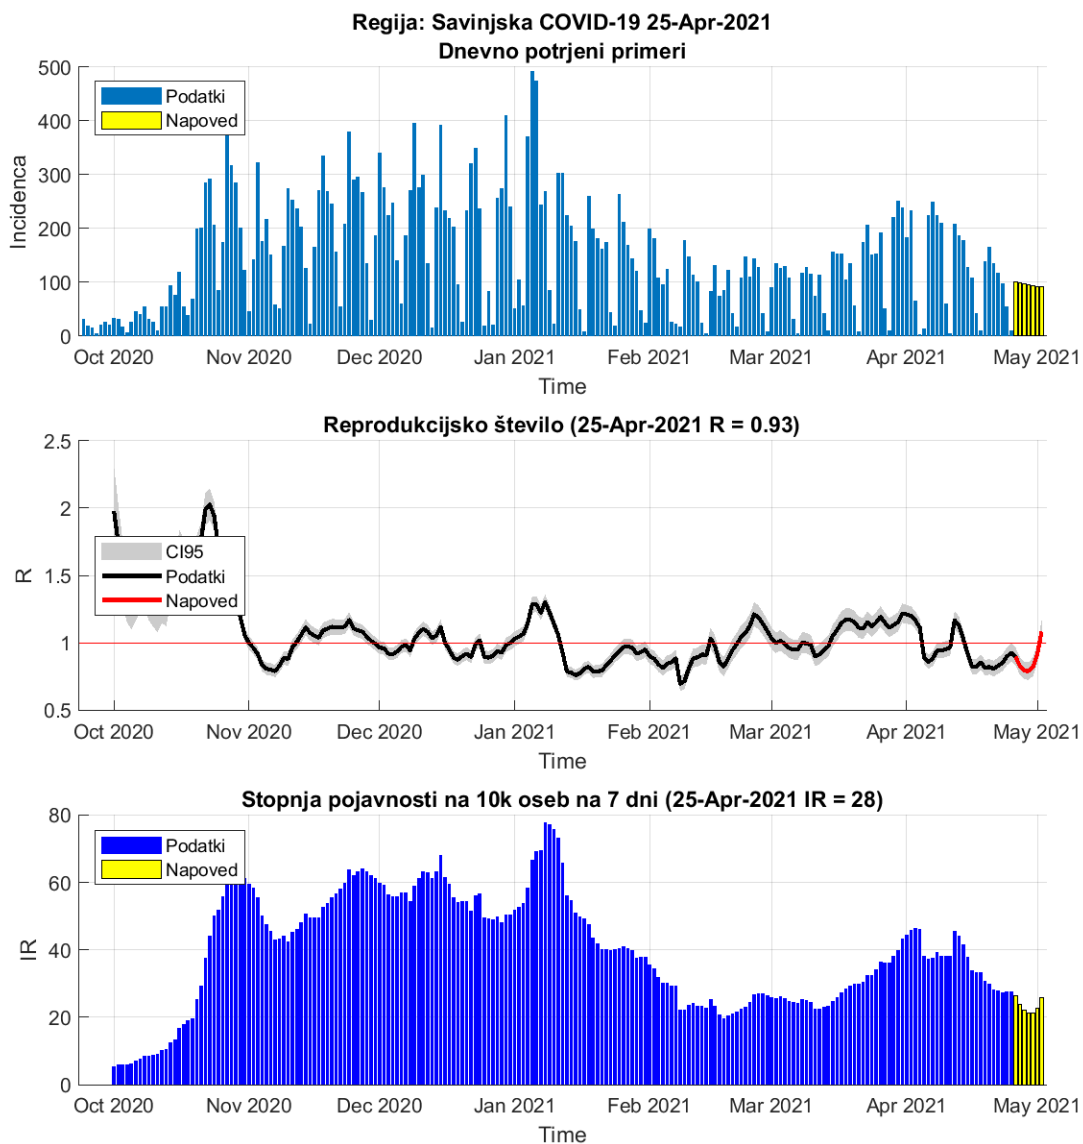 Regija: Savinjska COVID-19 25-Apr-2021
Dnevno potrjeni primeri
500
400
300
200
100
0
Incidenca
Podatki
Napoved
Oct 2020 Nov 2020 Dec 2020 Jan 2021 Feb 2021 Mar 2021 Apr 2021 May 2021
Time
Reprodukcijsko število (25-Apr-2021 R = 0.93)
2.5
2
1.5
1
0.5
R
CI95
Podatki
Napoved
Oct 2020 Nov 2020 Dec 2020 Jan 2021 Feb 2021 Mar 2021 Apr 2021 May 2021
Time
Stopnja pojavnosti na 10k oseb na 7 dni (25-Apr-2021 IR = 28)
80
60
40
20
0
IR
Podatki
Napoved
Oct 2020 Nov 2020 Dec 2020 Jan 2021 Feb 2021 Mar 2021 Apr 2021 May 2021
Time